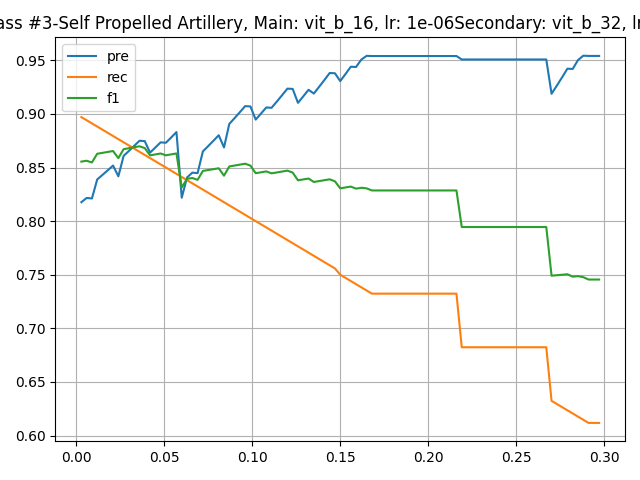 ass #3-Self Propelled Artillery, Main: vit_b_16, lr: 1e-06Secondary: vit_b_32, lr
pre
rec
f1
0.95
0.90
0.85
0.80
0.75
0.70
0.65
0.60
0.00 0.05 0.10 0.15 0.20 0.25 0.30